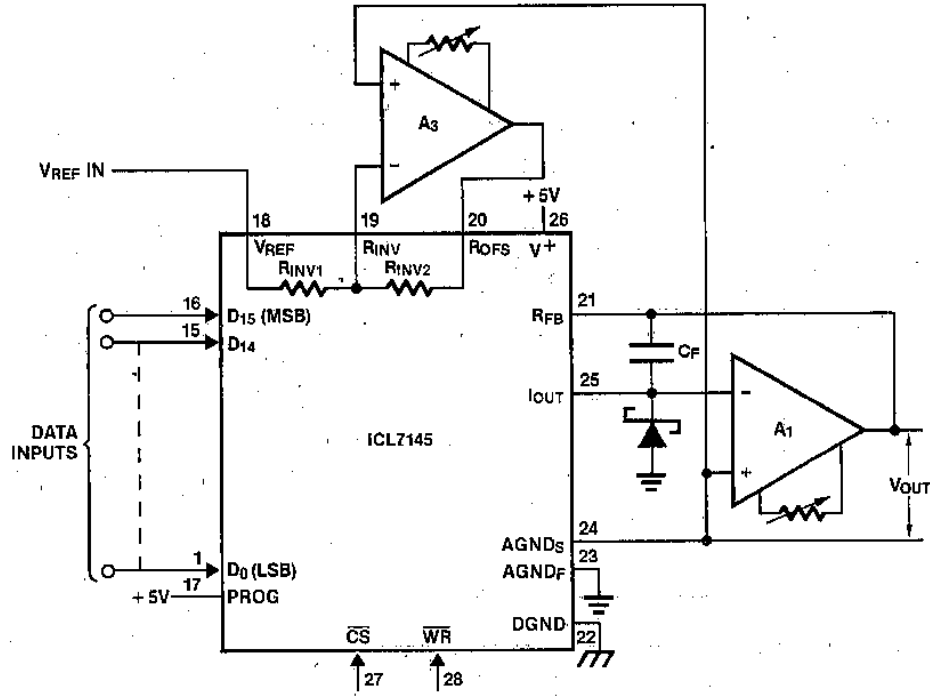 A3
+
−
VREF IN
+5V
18
19
20
26
VREF
RINV
ROFS
V+
RINV1
RINV2
16
D15 (MSB)
15
D14
21
RFB
CF
25
IOUT
−
A1
+
DATA
INPUTS
ICL7145
VOUT
24
AGNDS
23
AGNDF
1
D0 (LSB)
17
+5V
PROG
DGND
22
CS
WR
27
28